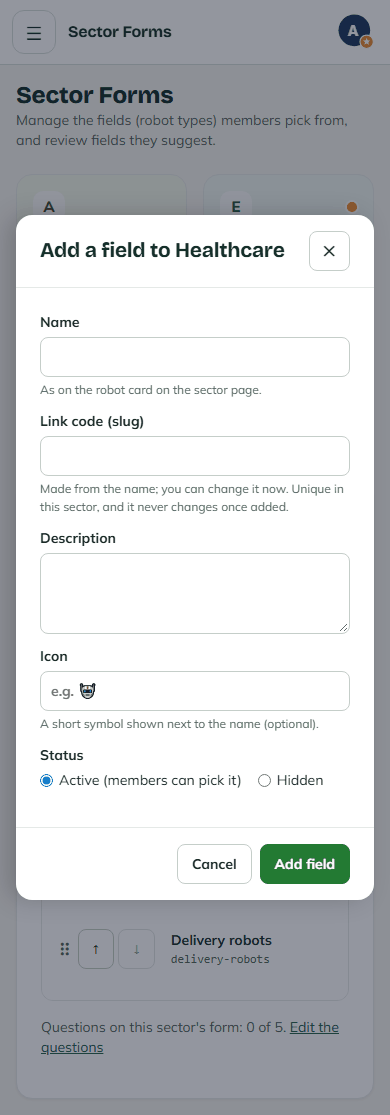 ☰
Sector Forms
A
Sector Forms
Manage the fields (robot types) members pick from,
and review fields they suggest.
A
E
Add a field to Healthcare
×
Name
As on the robot card on the sector page.
Link code (slug)
Made from the name; you can change it now. Unique in
this sector, and it never changes once added.
Description
Icon
e.g. 🤖
A short symbol shown next to the name (optional).
Status
Active (members can pick it)
Hidden
Cancel
Add field
↑
↓
Delivery robots
delivery-robots
Questions on this sector's form: 0 of 5. Edit the
questions